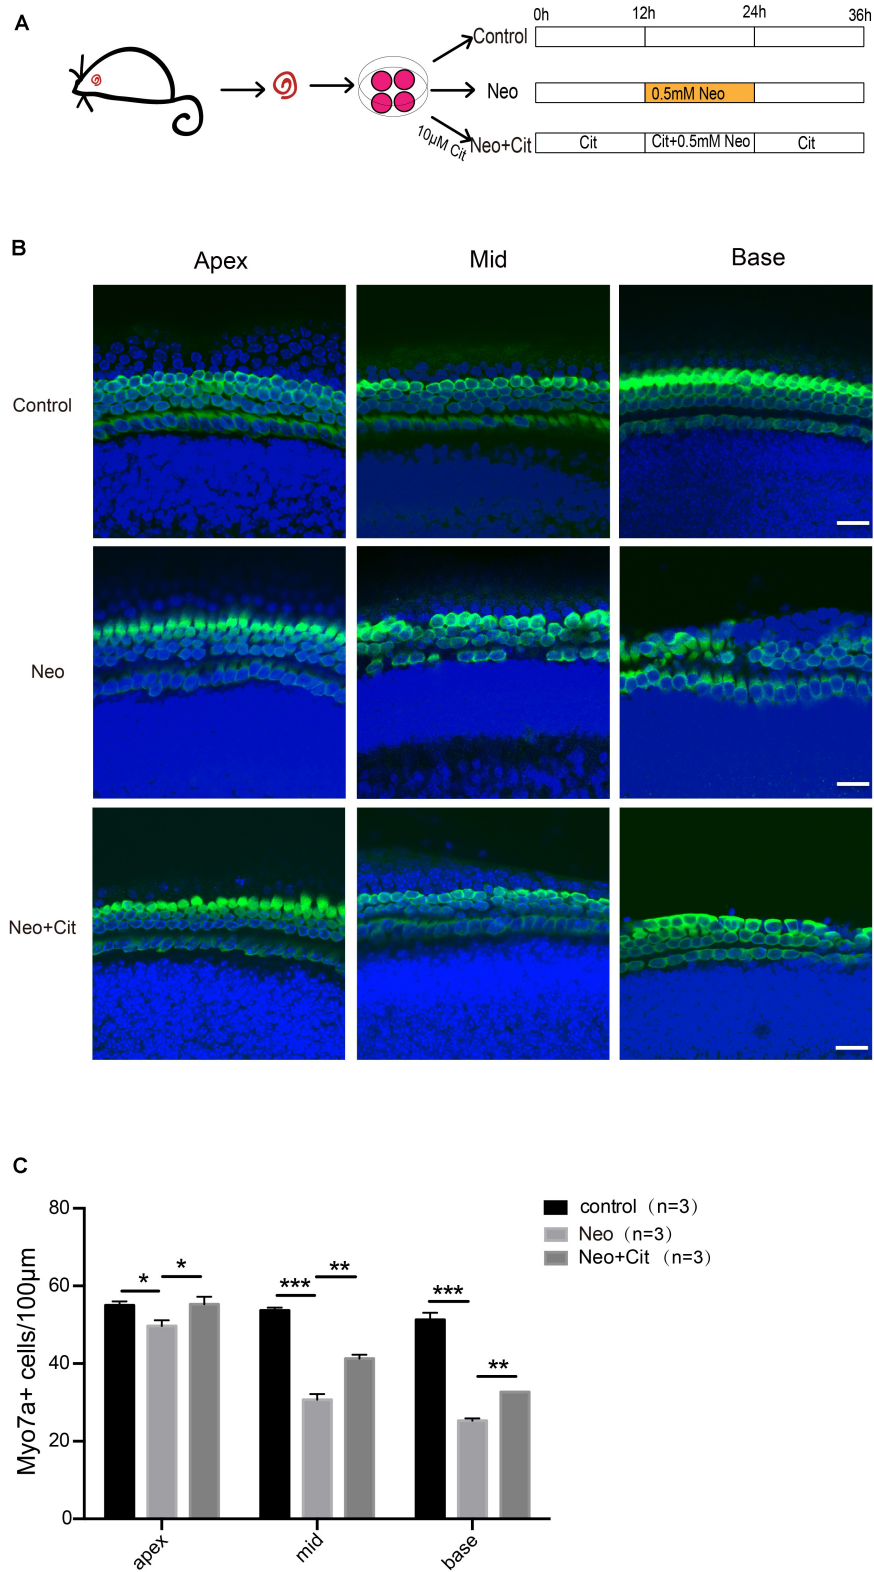 A
0h 12h 24h 36h
Control
Neo
0.5mM Neo
10μM Cit
Neo+Cit
Cit
Cit+0.5mM Neo
Cit
B
Apex Mid Base
Control
Neo
Neo+Cit
C
Myo7a+ cells/100μm
80
60
40
20
0
* * *** ** *** **
apex mid base
control（n=3）
Neo（n=3）
Neo+Cit（n=3）